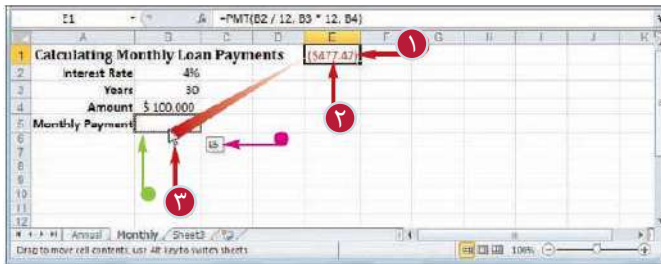 E1 fx =PMT(B2 / 12, B3 * 12, B4)
A B C D E F G H I J K
1 Calculating Monthly Loan Payments ($477.42) ١
2 Interest Rate 4% ٢
3 Years 30
4 Amount $ 100,000
5 Monthly Payment
6 B5
7
8 ٣
9
10
11
12
Annual Monthly Sheet3
Drag to move cell contents, use Alt key to switch sheets 100%